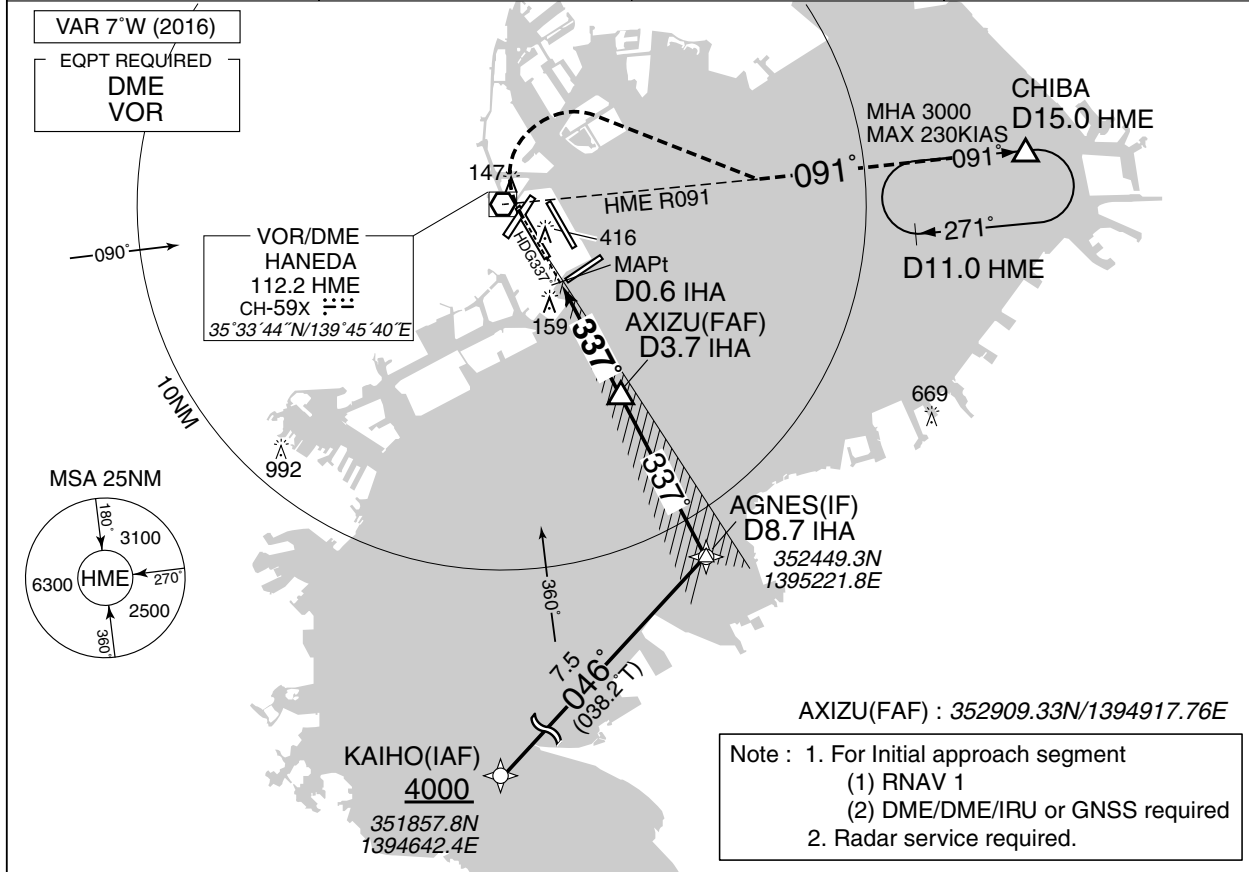 VAR 7°W (2016)
EQPT REQUIRED
DME
VOR
CHIBA
D15.0 HME
MHA 3000
MAX 230KIAS
091°
091°
271°
D11.0 HME
HME R091
147
090°
VOR/DME
HANEDA
112.2 HME
CH-59X
35°33´44˝N/139°45´40˝E
HDG337°
416
MAPt
D0.6 IHA
159
AXIZU(FAF)
D3.7 IHA
337°
10NM
992
669
337°
MSA 25NM
180°
3100
6300
HME
270°
2500
360°
AGNES(IF)
D8.7 IHA
352449.3N
1395221.8E
360°
7.5
046°
(038.2°T)
KAIHO(IAF)
4000
351857.8N
1394642.4E
AXIZU(FAF) : 352909.33N/1394917.76E
Note : 1. For Initial approach segment
(1) RNAV 1
(2) DME/DME/IRU or GNSS required
2. Radar service required.